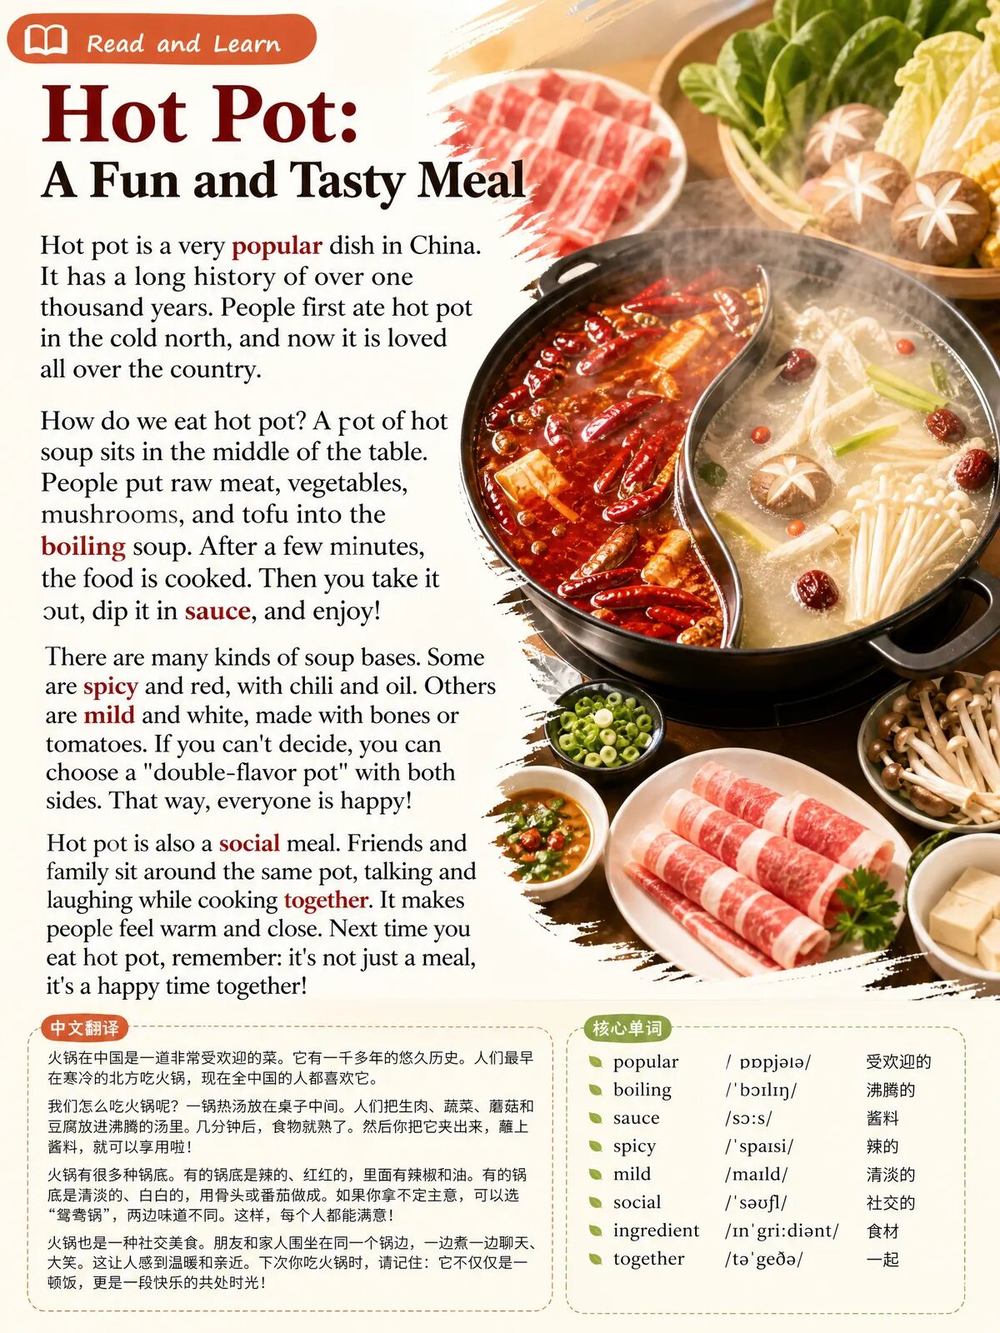 Read and Learn
Hot Pot:
A Fun and Tasty Meal
Hot pot is a very popular dish in China.
It has a long history of over one
thousand years. People first ate hot pot
in the cold north, and now it is loved
all over the country.
How do we eat hot pot? A pot of hot
soup sits in the middle of the table.
People put raw meat, vegetables,
mushrooms, and tofu into the
boiling soup. After a few minutes,
the food is cooked. Then you take it
out, dip it in sauce, and enjoy!
There are many kinds of soup bases. Some
are spicy and red, with chili and oil. Others
are mild and white, made with bones or
tomatoes. If you can't decide, you can
choose a "double-flavor pot" with both
sides. That way, everyone is happy!
Hot pot is also a social meal. Friends and
family sit around the same pot, talking and
laughing while cooking together. It makes
people feel warm and close. Next time you
eat hot pot, remember: it's not just a meal,
it's a happy time together!
中文翻译
火锅在中国是一道非常受欢迎的菜。它有一千多年的悠久历史。人们最早
在寒冷的北方吃火锅，现在全中国的人都喜欢它。
我们怎么吃火锅呢？一锅热汤放在桌子中间。人们把生肉、蔬菜、蘑菇和
豆腐放进沸腾的汤里。几分钟后，食物就熟了。然后你把它夹出来，蘸上
酱料，就可以享用啦！
火锅有很多种锅底。有的锅底是辣的、红红的，里面有辣椒和油。有的锅
底是清淡的、白白的，用骨头或番茄做成。如果你拿不定主意，可以选
“鸳鸯锅”，两边味道不同。这样，每个人都能满意！
火锅也是一种社交美食。朋友和家人围坐在同一个锅边，一边煮一边聊天、
大笑。这让人感到温暖和亲近。下次你吃火锅时，请记住：它不仅仅是一
顿饭，更是一段快乐的共处时光！
核心单词
popular / pɒpjələ/ 受欢迎的
boiling /ˈbɔɪlɪŋ/ 沸腾的
sauce /sɔːs/ 酱料
spicy /ˈspaɪsi/ 辣的
mild /maɪld/ 清淡的
social /ˈsəʊʃl/ 社交的
ingredient /ɪnˈɡriːdiənt/ 食材
together /təˈɡeðə/ 一起